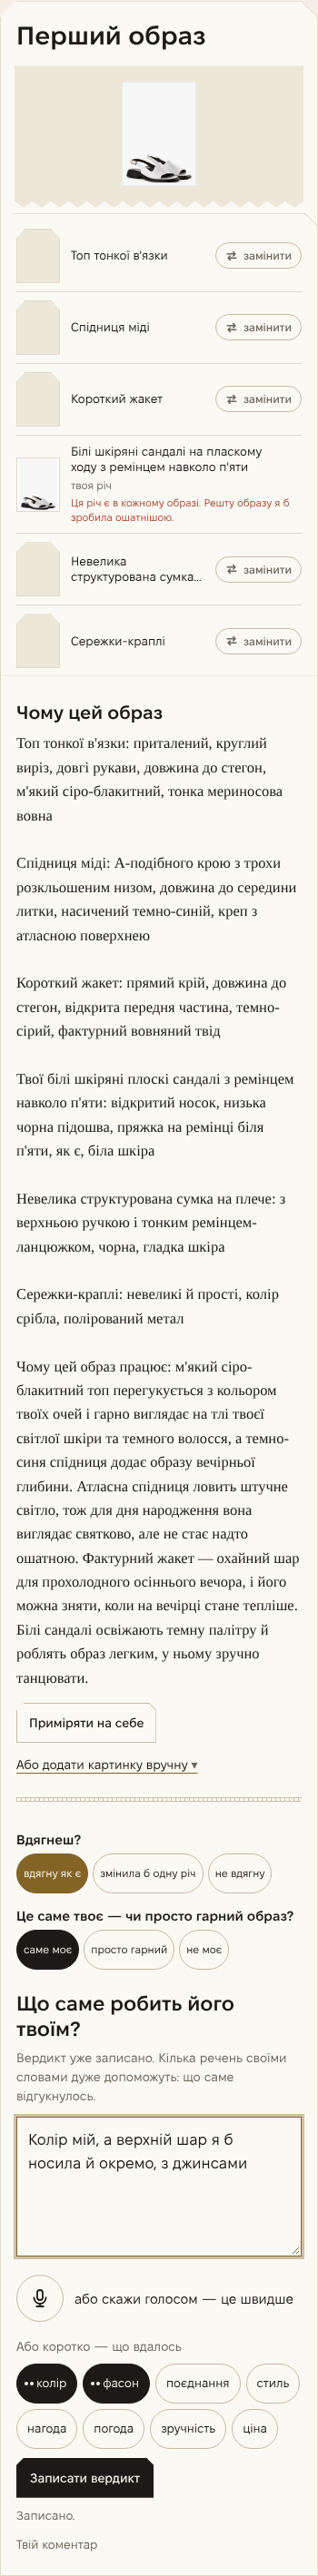 Перший образ
Топ тонкої в'язки
замінити
Спідниця міді
замінити
Короткий жакет
замінити
Білі шкіряні сандалі на пласкому
ходу з ремінцем навколо п'яти
твоя річ
Ця річ є в кожному образі. Решту образу я б
зробила ошатнішою.
Невелика
структурована сумка...
замінити
Сережки-краплі
замінити
Чому цей образ
Топ тонкої в'язки: приталений, круглий
виріз, довгі рукави, довжина до стегон,
м'який сіро-блакитний, тонка мериносова
вовна
Спідниця міді: А-подібного крою з трохи
розкльошеним низом, довжина до середини
литки, насичений темно-синій, креп з
атласною поверхнею
Короткий жакет: прямий крій, довжина до
стегон, відкрита передня частина, темно-
сірий, фактурний вовняний твід
Твої білі шкіряні плоскі сандалі з ремінцем
навколо п'яти: відкритий носок, низька
чорна підошва, пряжка на ремінці біля
п'яти, як є, біла шкіра
Невелика структурована сумка на плече: з
верхньою ручкою і тонким ремінцем-
ланцюжком, чорна, гладка шкіра
Сережки-краплі: невеликі й прості, колір
срібла, полірований метал
Чому цей образ працює: м'який сіро-
блакитний топ перегукується з кольором
твоїх очей і гарно виглядає на тлі твоєї
світлої шкіри та темного волосся, а темно-
синя спідниця додає образу вечірньої
глибини. Атласна спідниця ловить штучне
світло, тож для дня народження вона
виглядає святково, але не стає надто
ошатною. Фактурний жакет — охайний шар
для прохолодного осіннього вечора, і його
можна зняти, коли на вечірці стане тепліше.
Білі сандалі освіжають темну палітру й
роблять образ легким, у ньому зручно
танцювати.
Приміряти на себе
Або додати картинку вручну ▾
Вдягнеш?
вдягну як є
змінила б одну річ
не вдягну
Це саме твоє — чи просто гарний образ?
саме моє
просто гарний
не моє
Що саме робить його
твоїм?
Вердикт уже записано. Кілька речень своїми
словами дуже допоможуть: що саме
відгукнулось.
Колір мій, а верхній шар я б
носила й окремо, з джинсами
або скажи голосом — це швидше
Або коротко — що вдалось
•• колір
•• фасон
поєднання
стиль
нагода
погода
зручність
ціна
Записати вердикт
Записано.
Твій коментар